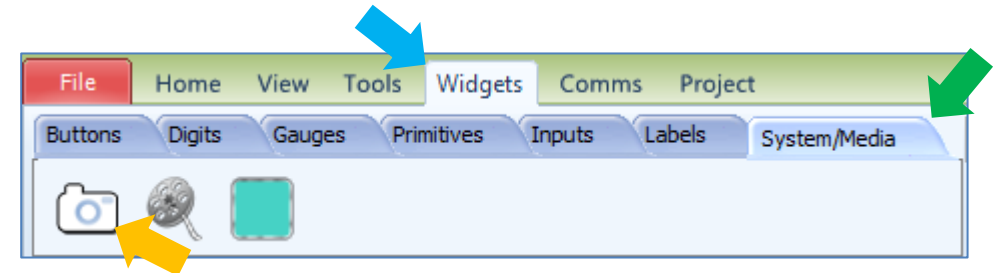 File Home View Tools Widgets Comms Project
Buttons Digits Gauges Primitives Inputs Labels System/Media